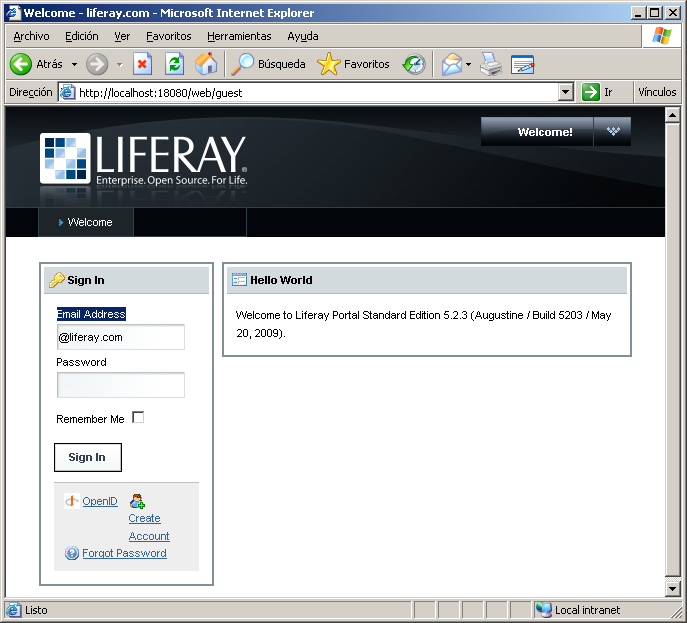 Welcome - liferay.com - Microsoft Internet Explorer
Archivo Edición Ver Favoritos Herramientas Ayuda
Atrás Búsqueda Favoritos
Dirección http://localhost:18080/web/guest Ir Vínculos
Welcome!
LIFERAY.
Enterprise. Open Source. For Life.
Welcome
Sign In
Email Address
@liferay.com
Password
Remember Me
Sign In
OpenID
Create
Account
Forgot Password
Hello World
Welcome to Liferay Portal Standard Edition 5.2.3 (Augustine / Build 5203 / May
20, 2009).
Listo Local intranet